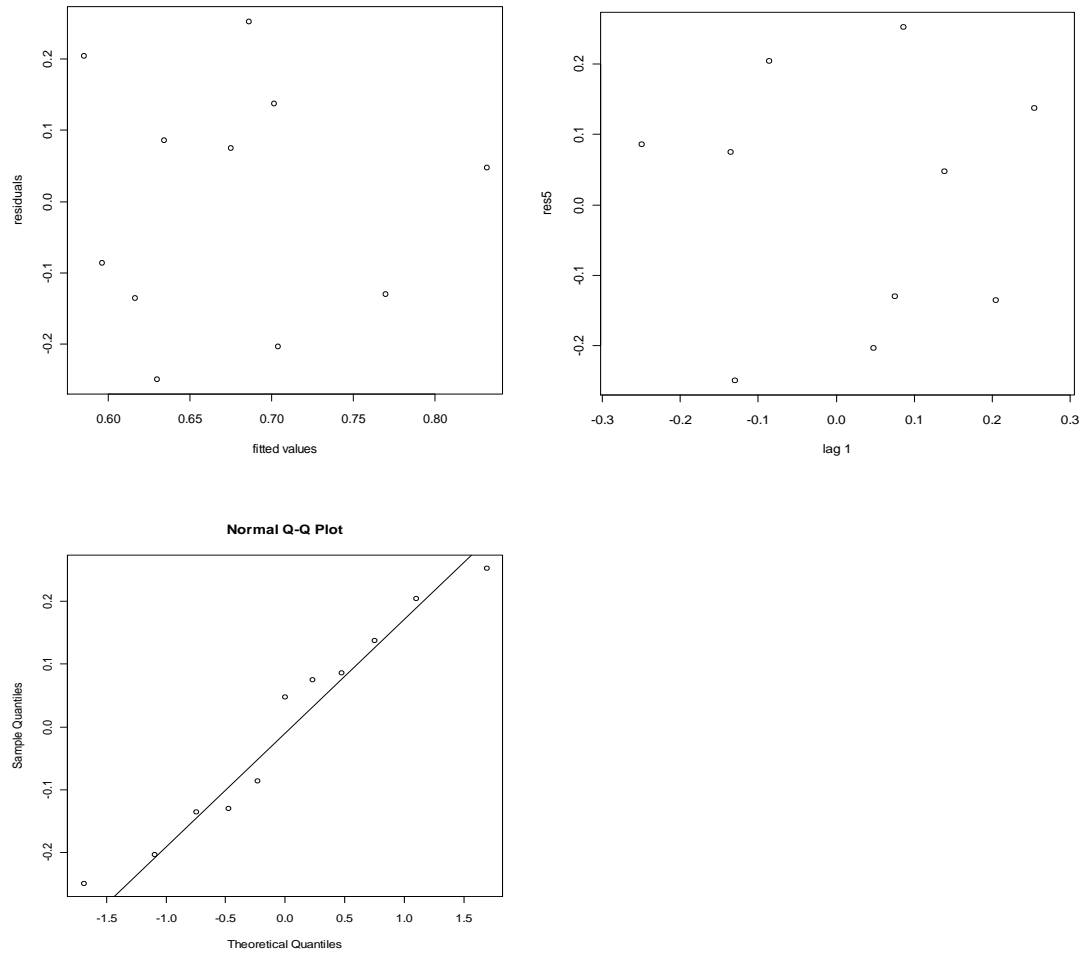 residuals
0.2
0.1
0.0
-0.1
-0.2
0.60 0.65 0.70 0.75 0.80
fitted values
res5
0.2
0.1
0.0
-0.1
-0.2
-0.3 -0.2 -0.1 0.0 0.1 0.2 0.3
lag 1
Normal Q-Q Plot
Sample Quantiles
0.2
0.1
0.0
-0.1
-0.2
-1.5 -1.0 -0.5 0.0 0.5 1.0 1.5
Theoretical Quantiles